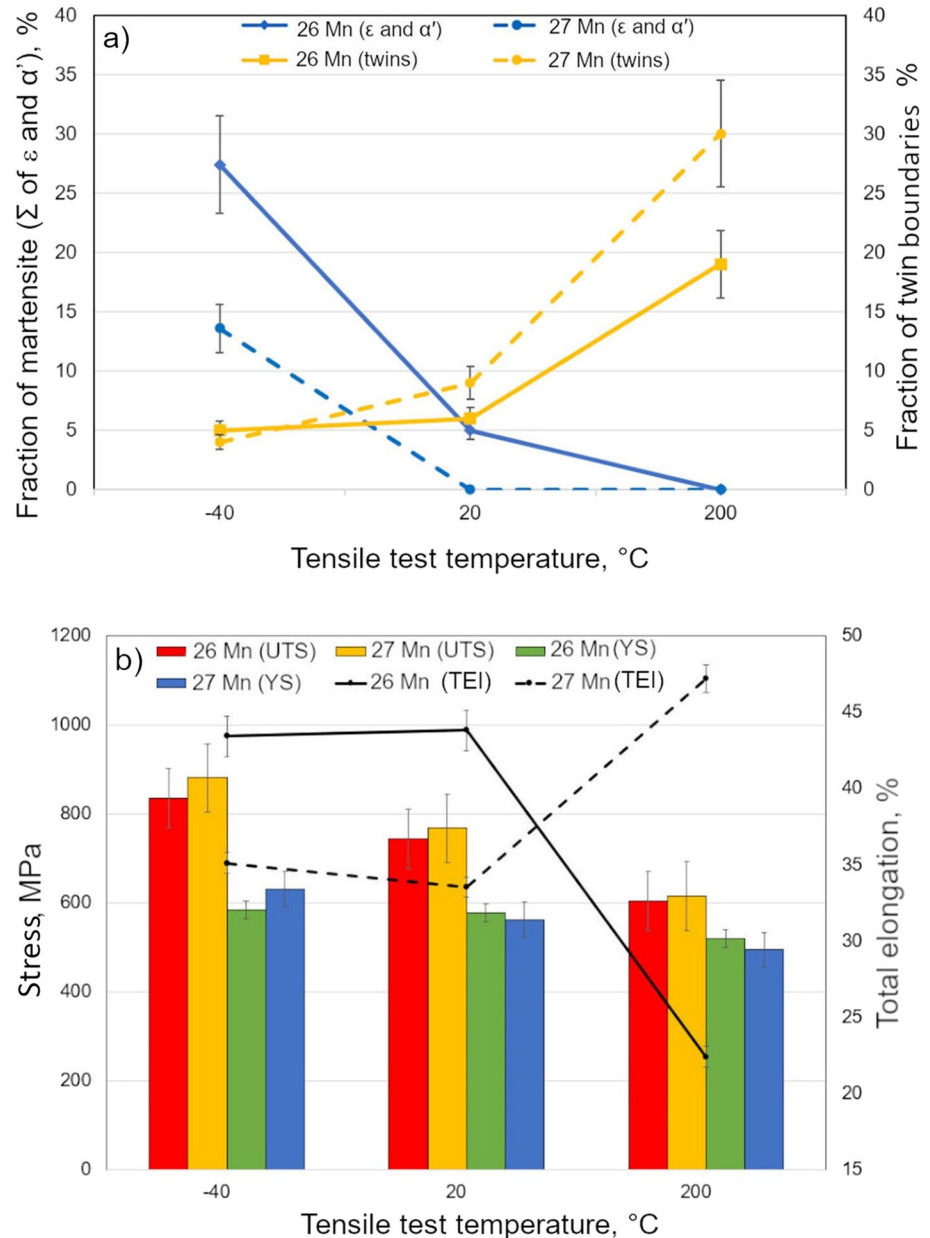 a)
26 Mn (ε and α′)
27 Mn (ε and α′)
26 Mn (twins)
27 Mn (twins)
Fraction of martensite (Σ of ε and α’), %
40
35
30
25
20
15
10
5
0
40
35
30
25
20
15
10
5
0
Fraction of twin boundaries %
-40
20
200
Tensile test temperature, °C
b)
26 Mn (UTS)
27 Mn (UTS)
26 Mn (YS)
27 Mn (YS)
26 Mn (TEI)
27 Mn (TEI)
Stress, MPa
1200
1000
800
600
400
200
0
50
45
40
35
30
25
20
15
Total elongation, %
-40
20
200
Tensile test temperature, °C